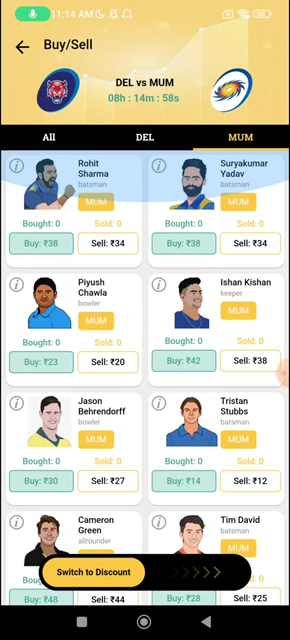 11:14 AM
82
Buy/Sell
DEL vs MUM
08h : 14m : 58s
All DEL MUM
Rohit
Sharma
batsman
MUM
Bought: 0 Sold: 0
Buy: ₹38 Sell: ₹34
Suryakumar
Yadav
batsman
MUM
Bought: 0 Sold: 0
Buy: ₹38 Sell: ₹34
Piyush
Chawla
bowler
MUM
Bought: 0 Sold: 0
Buy: ₹23 Sell: ₹20
Ishan Kishan
keeper
MUM
Bought: 0 Sold: 0
Buy: ₹42 Sell: ₹38
Jason
Behrendorff
bowler
MUM
Bought: 0 Sold: 0
Buy: ₹30 Sell: ₹27
Tristan
Stubbs
batsman
MUM
Bought: 0 Sold: 0
Buy: ₹14 Sell: ₹12
Cameron
Green
allrounder
Buy: ₹48 Sell: ₹44
Tim David
batsman
Buy: ₹28 Sell: ₹25
Switch to Discount